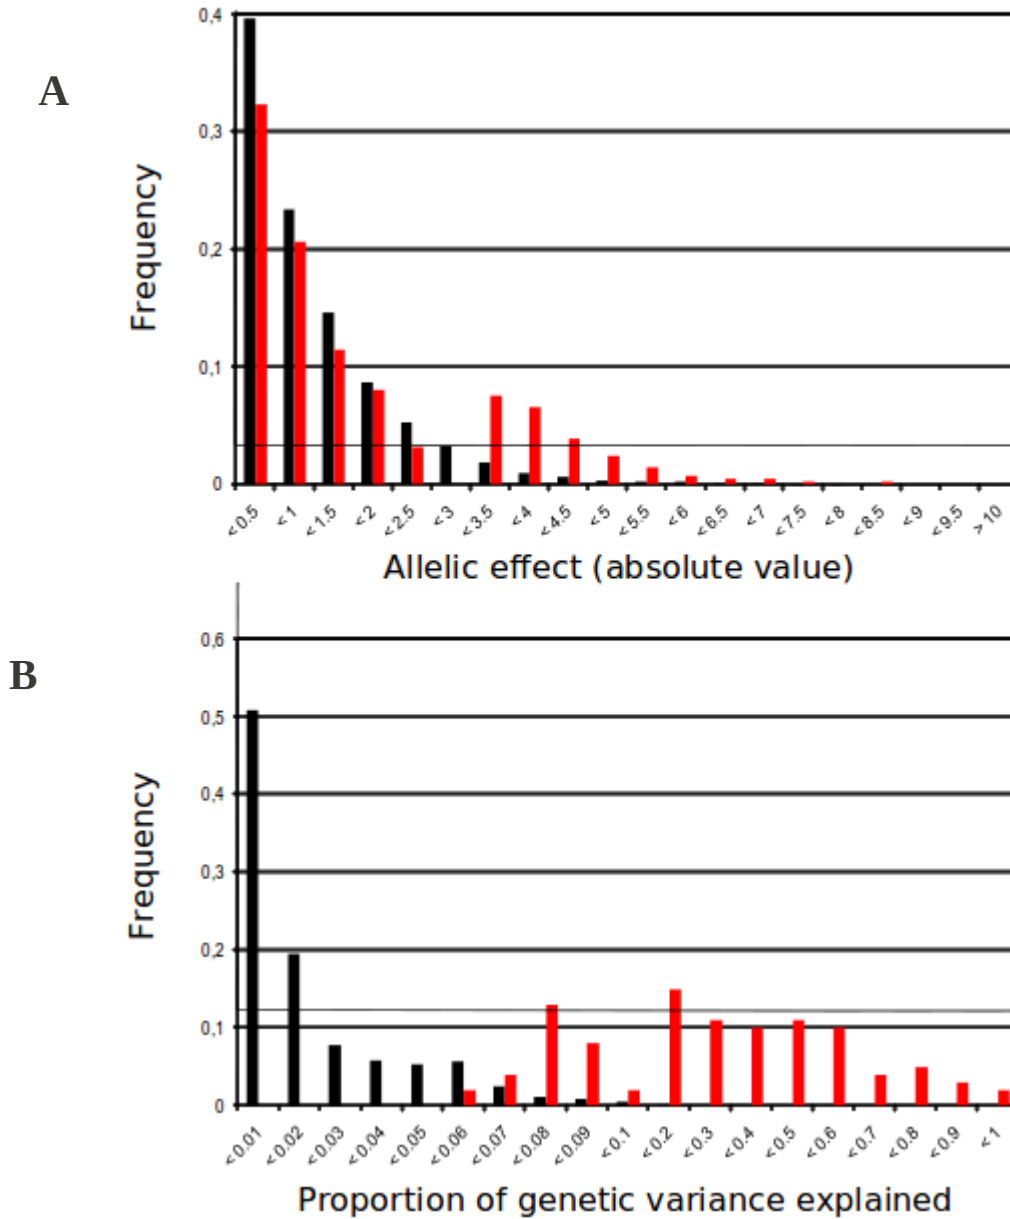 A
Frequency
0,4
0,3
0,2
0,1
0
<0.5 <1 <1.5 <2 <2.5 <3 <3.5 <4 <4.5 <5 <5.5 <6 <6.5 <7 <7.5 <8 <8.5 <9 <9.5 >10
Allelic effect (absolute value)
B
Frequency
0,6
0,5
0,4
0,3
0,2
0,1
0
<0.01 <0.02 <0.03 <0.04 <0.05 <0.06 <0.07 <0.08 <0.09 <0.1 <0.2 <0.3 <0.4 <0.5 <0.6 <0.7 <0.8 <0.9 <1
Proportion of genetic variance explained